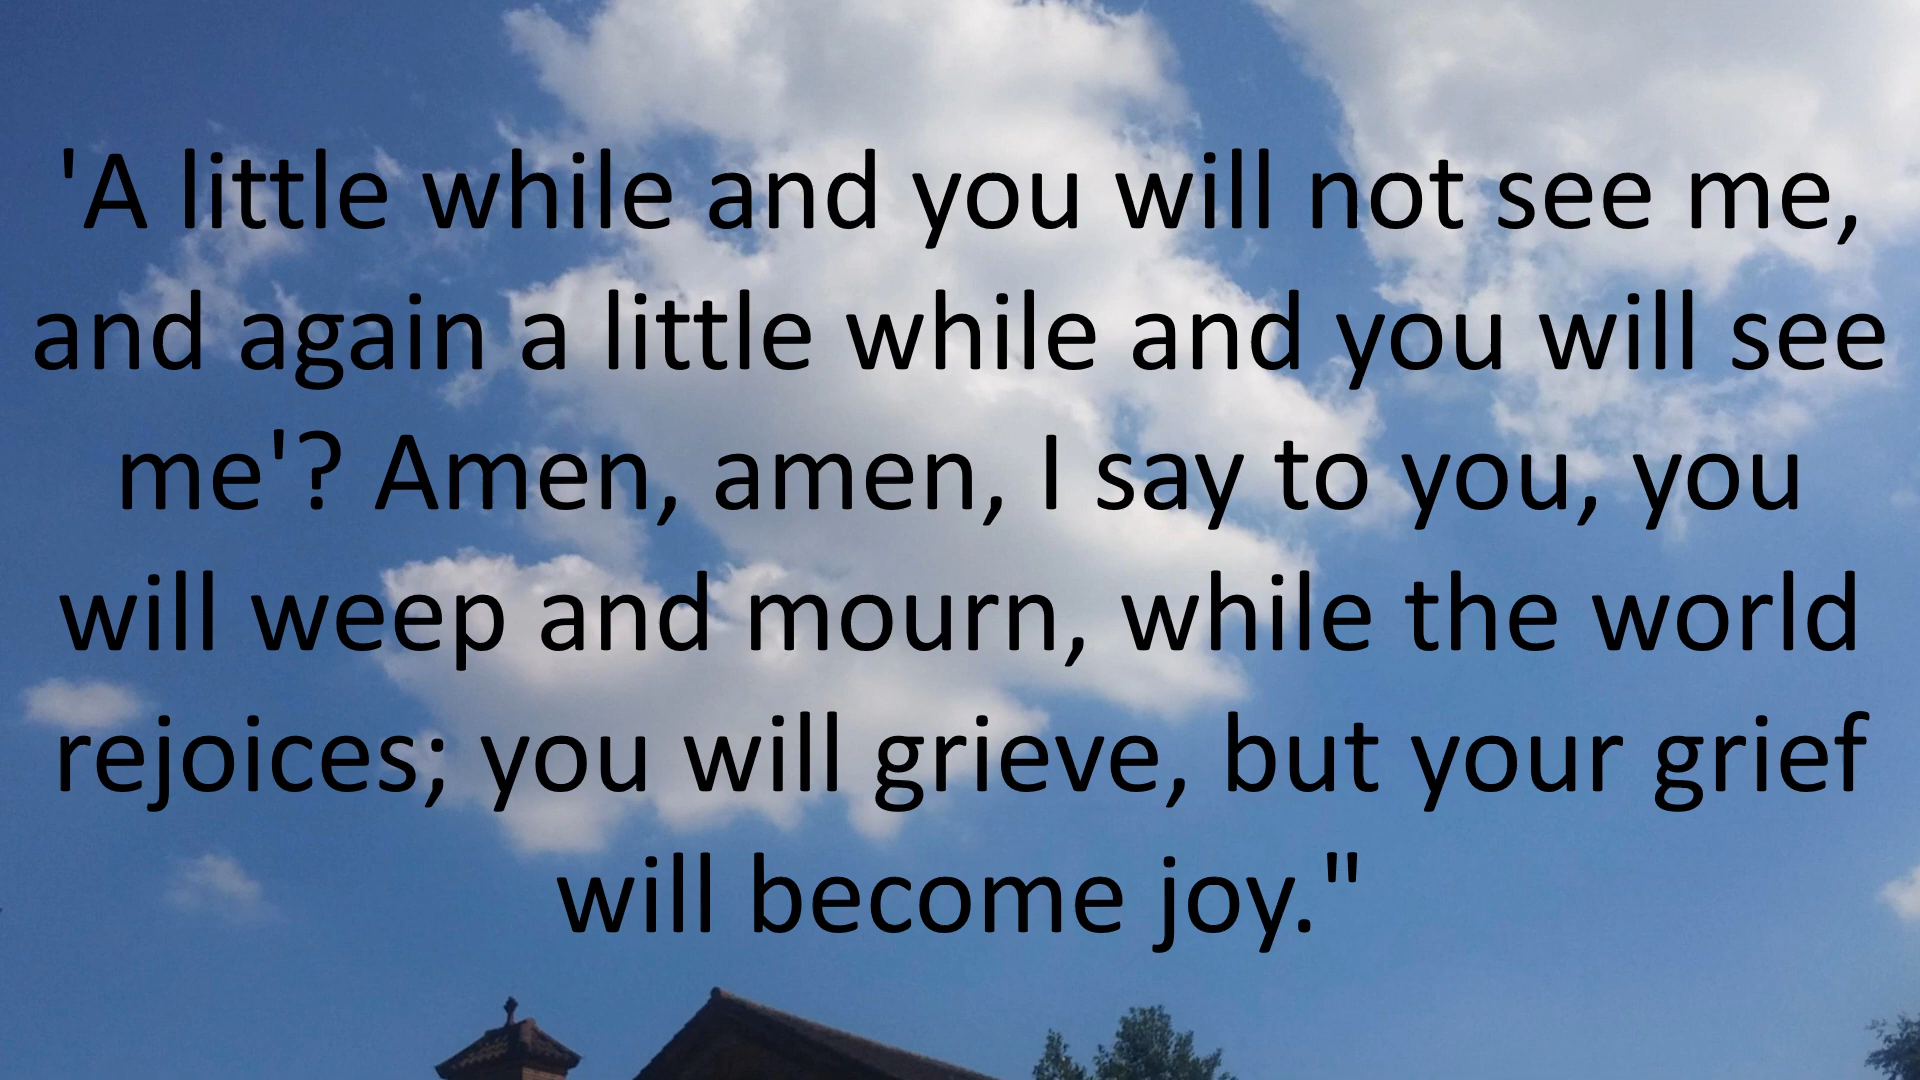 'A little while and you will not see me,
and again a little while and you will see
me'? Amen, amen, I say to you, you
will weep and mourn, while the world
rejoices; you will grieve, but your grief
will become joy."